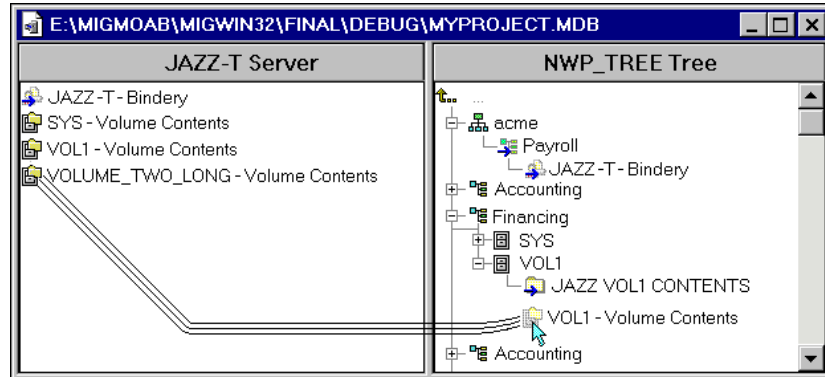 E:\MIGMOAB\MIGWIN32\FINAL\DEBUG\MYPROJECT.MDB
JAZZ-T Server
NWP_TREE Tree
JAZZ-T-Bindery
SYS-Volume Contents
VOL1-Volume Contents
VOLUME_TWO_LONG-Volume Contents
...
acme
Payroll
JAZZ-T-Bindery
Accounting
Financing
SYS
VOL1
JAZZ VOL1 CONTENTS
VOL1-Volume Contents
Accounting